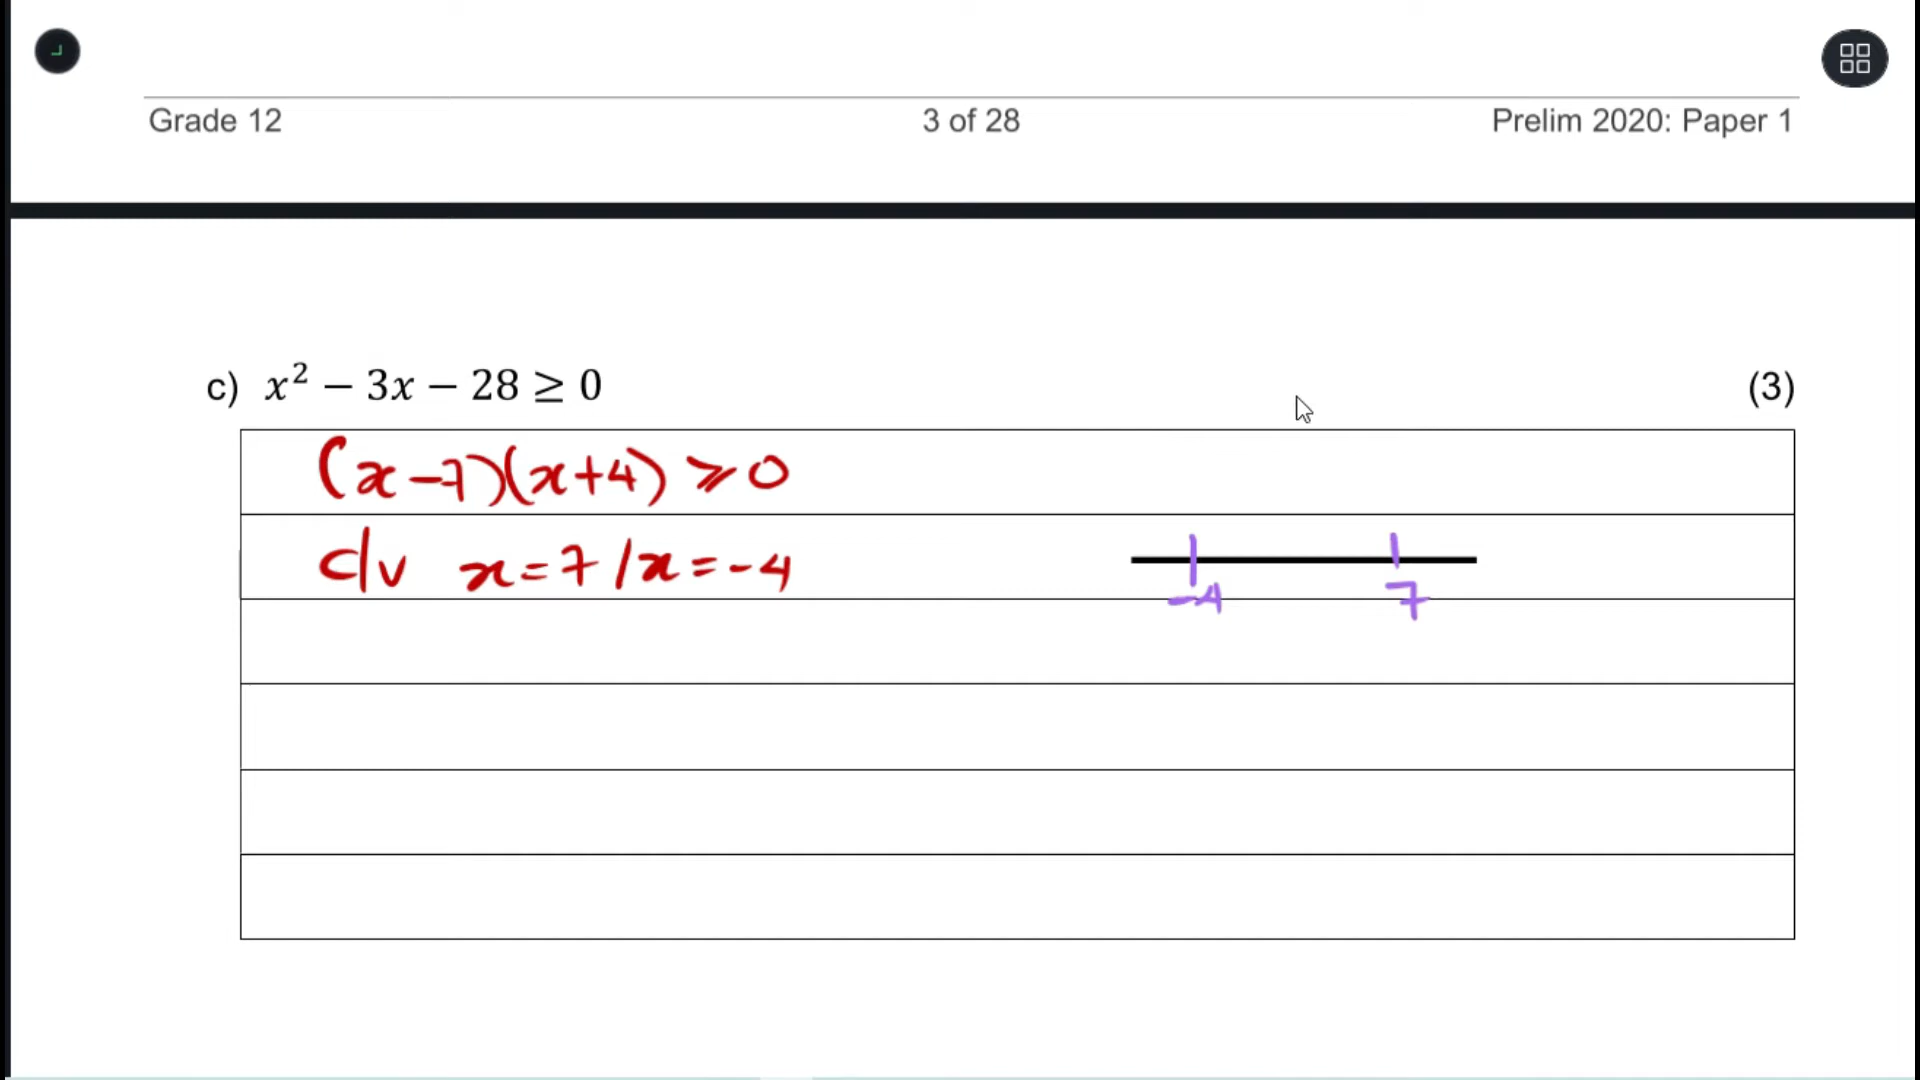 Grade 12 3 of 28 Prelim 2020: Paper 1
c) x² − 3x − 28 ≥ 0 (3)
(x−7)(x+4) ⩾ 0
c/v x=7 / x=-4
-4 7